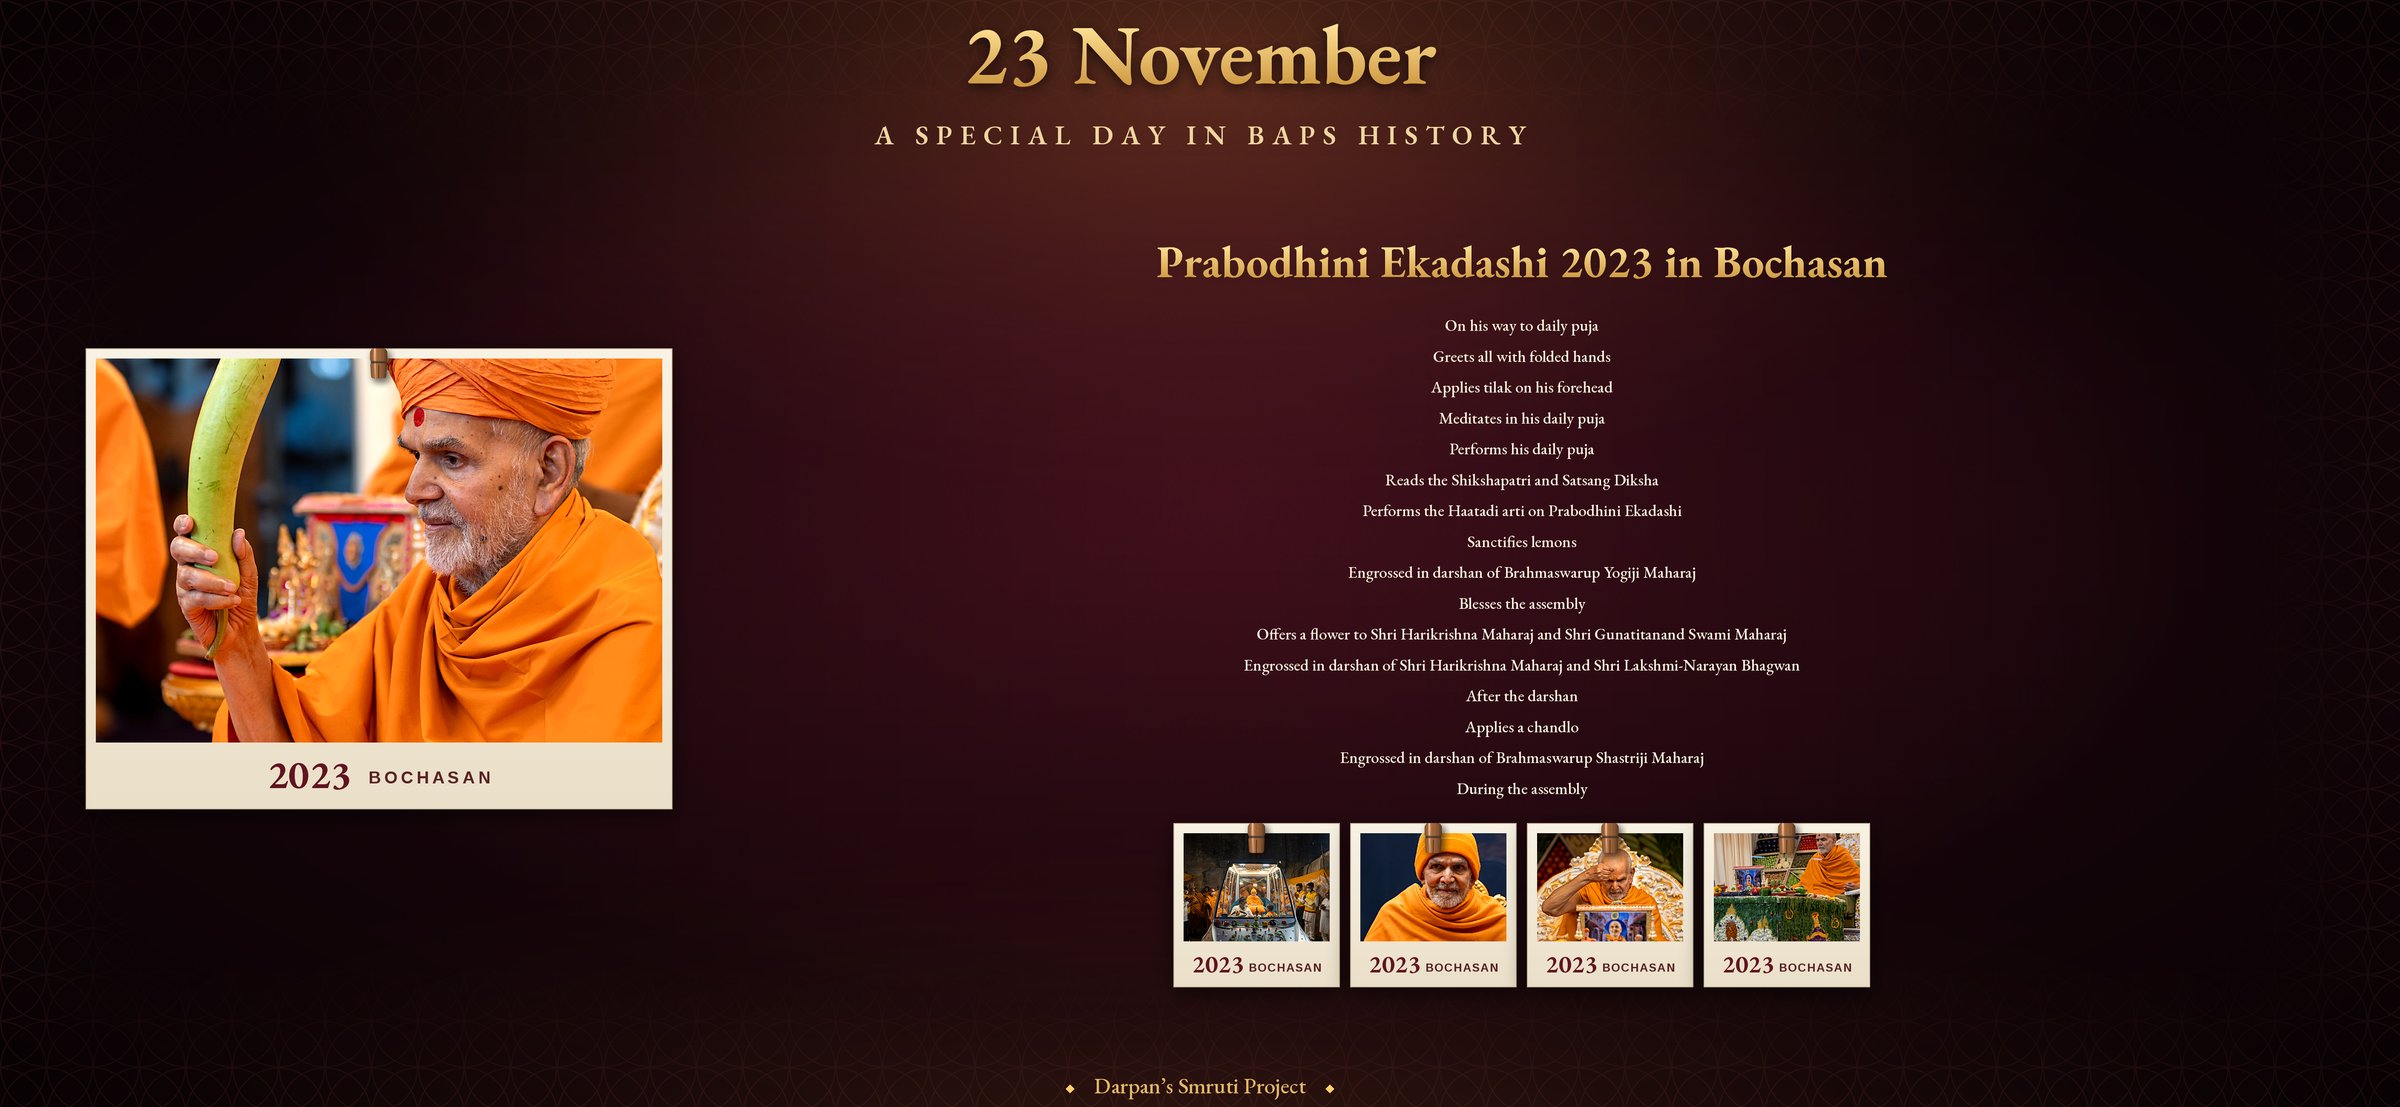 23 November
A SPECIAL DAY IN BAPS HISTORY
Prabodhini Ekadashi 2023 in Bochasan
On his way to daily puja
Greets all with folded hands
Applies tilak on his forehead
Meditates in his daily puja
Performs his daily puja
Reads the Shikshapatri and Satsang Diksha
Performs the Haatadi arti on Prabodhini Ekadashi
Sanctifies lemons
Engrossed in darshan of Brahmaswarup Yogiji Maharaj
Blesses the assembly
Offers a flower to Shri Harikrishna Maharaj and Shri Gunatitanand Swami Maharaj
Engrossed in darshan of Shri Harikrishna Maharaj and Shri Lakshmi-Narayan Bhagwan
After the darshan
Applies a chandlo
Engrossed in darshan of Brahmaswarup Shastriji Maharaj
During the assembly
2023 BOCHASAN
2023 BOCHASAN
2023 BOCHASAN
2023 BOCHASAN
2023 BOCHASAN
Darpan’s Smruti Project